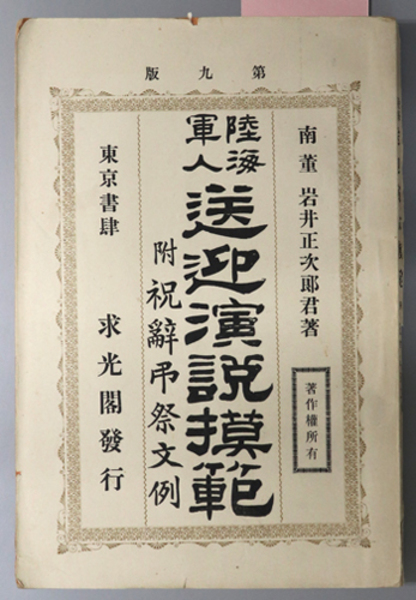 第九版
南董 岩井正次郎君著
著作權所有
陸海軍人
送迎演説摸範
附祝辭弔祭文例
東京書肆 求光閣發行